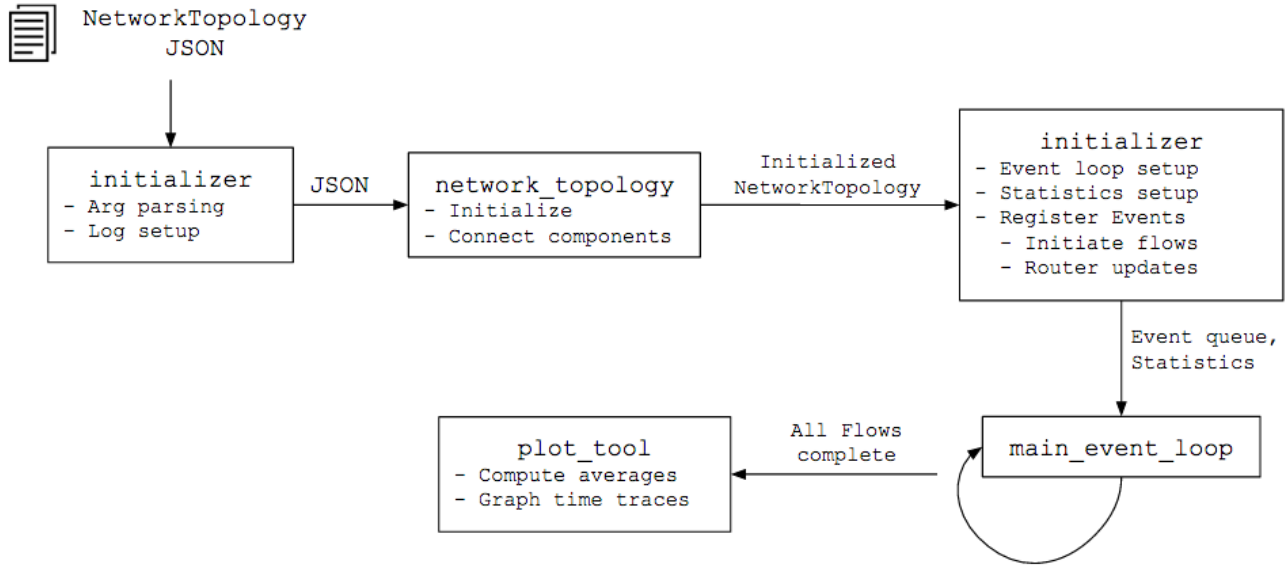 NetworkTopology
JSON
initializer
- Arg parsing
- Log setup
JSON
network_topology
- Initialize
- Connect components
Initialized
NetworkTopology
initializer
- Event loop setup
- Statistics setup
- Register Events
- Initiate flows
- Router updates
Event queue,
Statistics
main_event_loop
All Flows
complete
plot_tool
- Compute averages
- Graph time traces